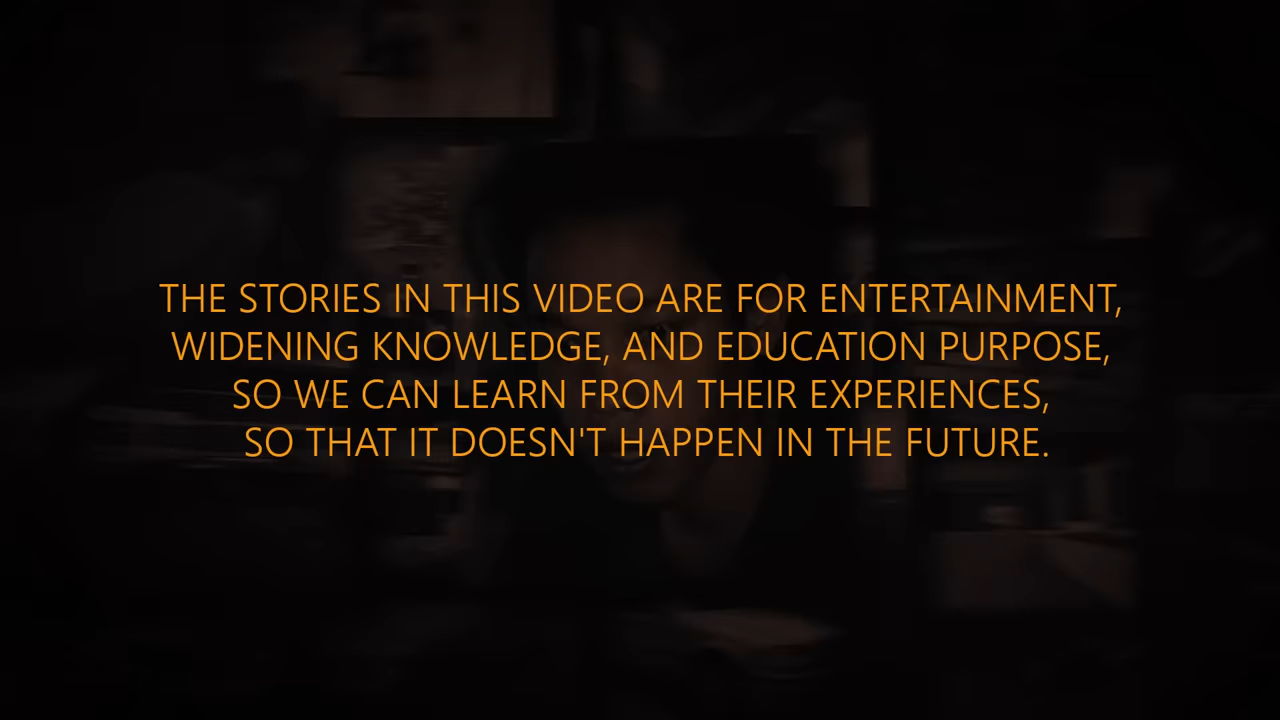 THE STORIES IN THIS VIDEO ARE FOR ENTERTAINMENT,
WIDENING KNOWLEDGE, AND EDUCATION PURPOSE,
SO WE CAN LEARN FROM THEIR EXPERIENCES,
SO THAT IT DOESN'T HAPPEN IN THE FUTURE.